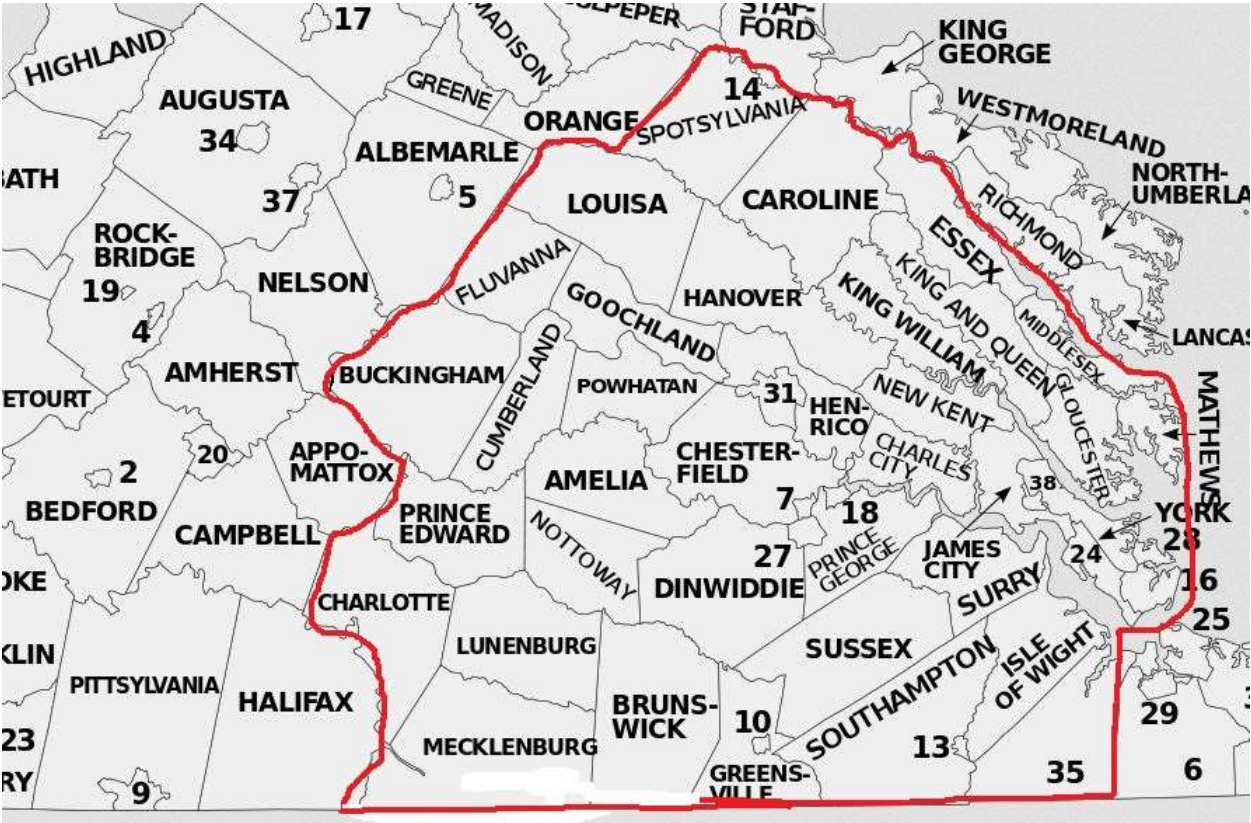 17
CULPEPER
STAF-
FORD
KING
GEORGE
HIGHLAND
MADISON
AUGUSTA
GREENE
14
WESTMORELAND
34
ORANGE
SPOTSYLVANIA
ALBEMARLE
NORTH-
UMBERLA
BATH
37
5
LOUISA
CAROLINE
RICHMOND
ROCK-
BRIDGE
ESSEX
19
NELSON
FLUVANNA
HANOVER
KING AND QUEEN
4
GOOCHLAND
KING WILLIAM
MIDDLESEX
LANCAS
AMHERST
BUCKINGHAM
CUMBERLAND
POWHATAN
31
HEN-
RICO
NEW KENT
GLOUCESTER
MATHEWS
ETOURT
20
APPO-
MATTOX
AMELIA
CHESTER-
FIELD
CHARLES
CITY
2
BEDFORD
38
7
18
CAMPBELL
PRINCE
EDWARD
NOTTOWAY
27
PRINCE
GEORGE
JAMES
CITY
YORK
28
24
OKE
DINWIDDIE
SURRY
16
CHARLOTTE
25
KLIN
LUNENBURG
SUSSEX
ISLE
OF WIGHT
PITTSYLVANIA
HALIFAX
BRUNS-
WICK
SOUTHAMPTON
29
23
MECKLENBURG
10
13
RY
9
GREENS-
VILLE
35
6